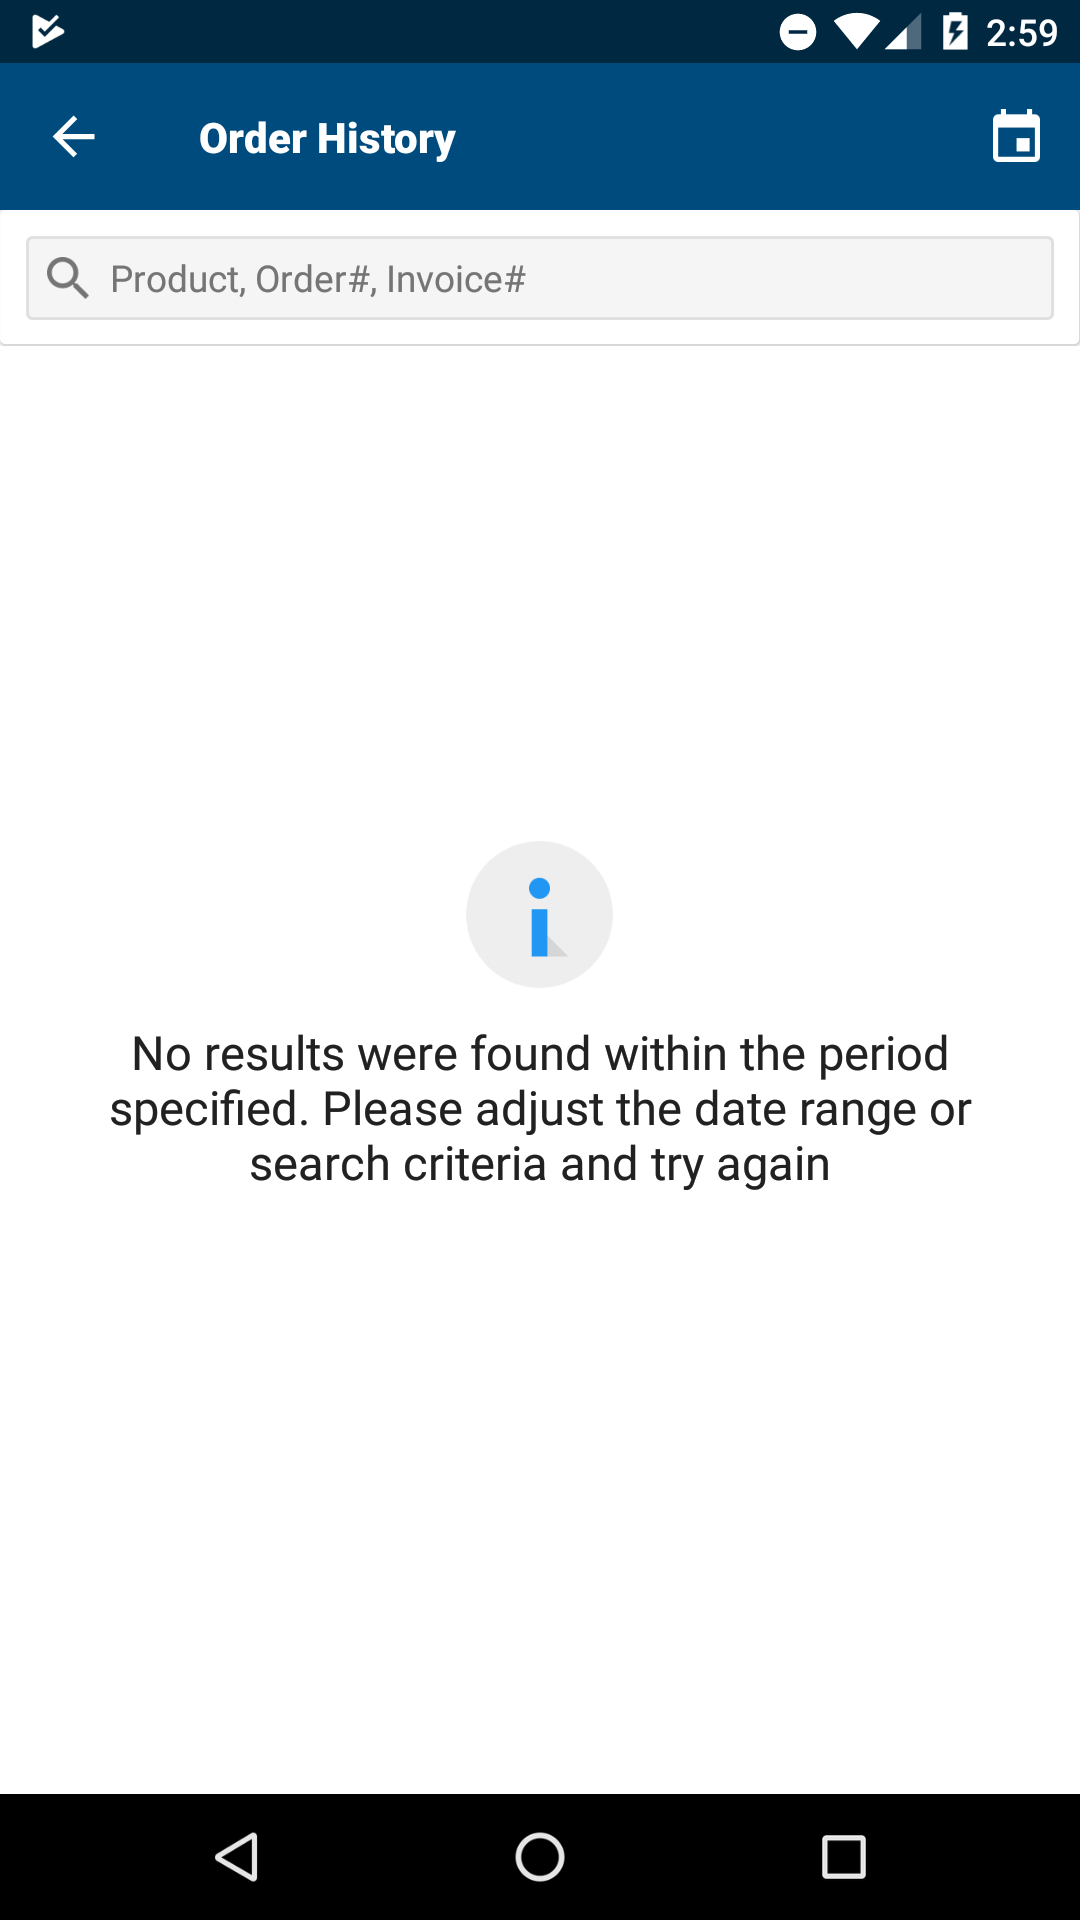 2:59
Order History
Product, Order#, Invoice#
No results were found within the period
specified. Please adjust the date range or
search criteria and try again